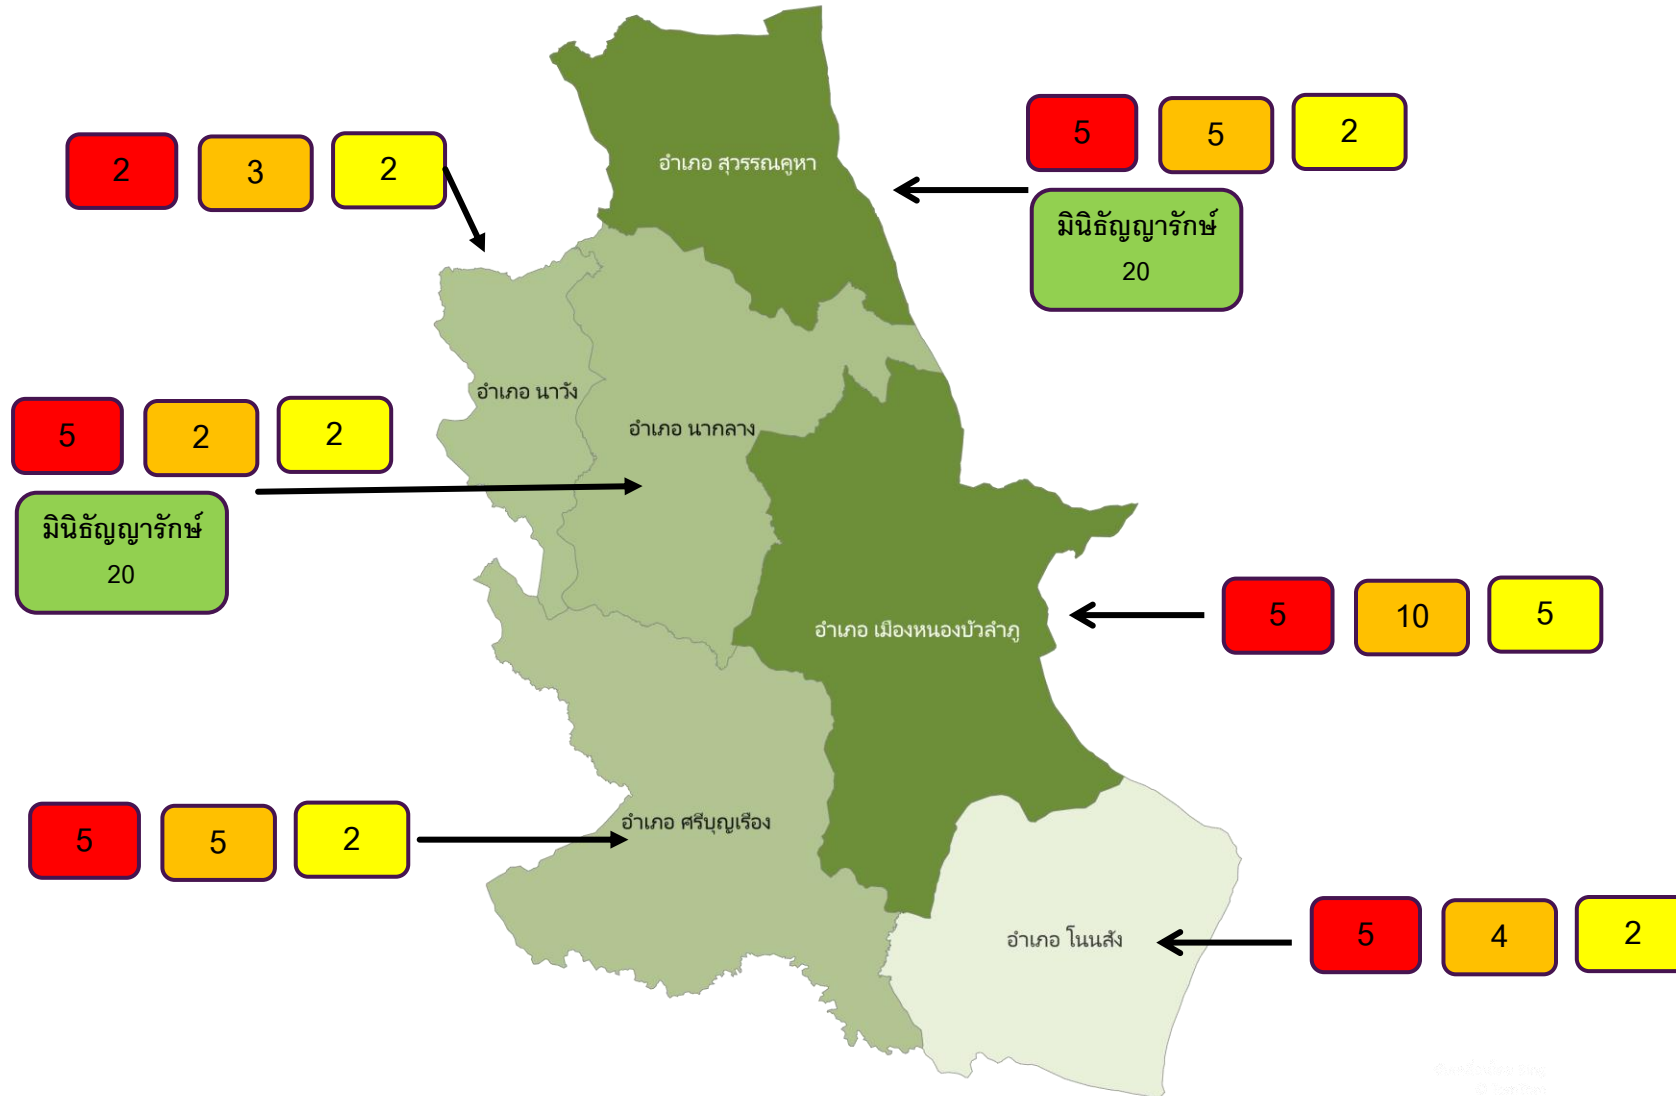 5 5 2
2 3 2
อำเภอ สุวรรณคูหา
มินิธัญญารักษ์
20
อำเภอ นาวัง
5 2 2
อำเภอ นากลาง
มินิธัญญารักษ์
20
5 10 5
อำเภอ เมืองหนองบัวลำภู
5 5 2
อำเภอ ศรีบุญเรือง
5 4 2
อำเภอ โนนสัง